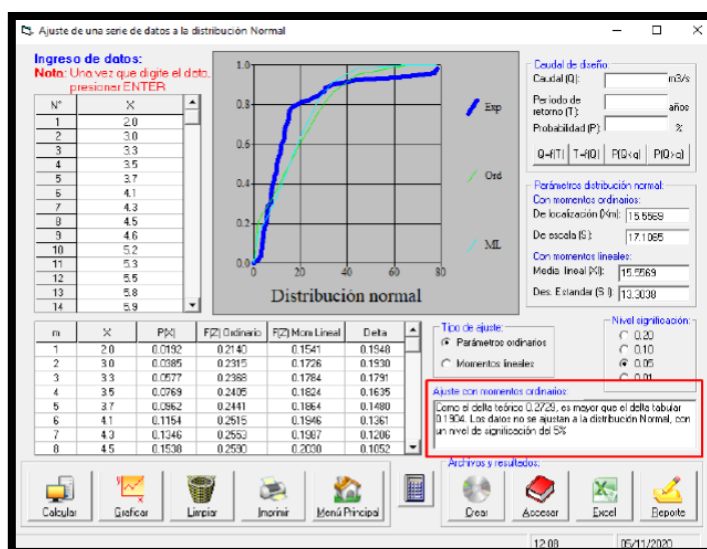 Ajuste de una serie de datos a la distribución Normal
Ingreso de datos:
Nota: Una vez que digite el dato,
presionar ENTER
N° X
1 2.0
2 3.0
3 3.3
4 3.5
5 3.7
6 4.1
7 4.3
8 4.5
9 4.6
10 5.2
11 5.3
12 5.5
13 5.8
14 5.9
1.0
0.8
0.6
0.4
0.2
0.0
0 20 40 60 80
Distribución normal
Exp
Ord
ML
Caudal de diseño:
Caudal (Q): m3/s
Periodo de
retorno (T): años
Probabilidad (P): %
Q=f(T) T=f(Q) P(Q<q) P(Q>q)
Parámetros distribución normal:
Con momentos ordinarios:
De localización (Xm): 15.5569
De escala (S): 17.1065
Con momentos lineales:
Media lineal (Xl): 15.5569
Des. Estandar (S l): 13.3038
m X P(X) F(Z) Ordinario F(Z) Mom Lineal Delta
1 2.0 0.0192 0.2140 0.1541 0.1948
2 3.0 0.0385 0.2315 0.1726 0.1930
3 3.3 0.0577 0.2368 0.1784 0.1791
4 3.5 0.0769 0.2405 0.1824 0.1635
5 3.7 0.0962 0.2441 0.1864 0.1480
6 4.1 0.1154 0.2515 0.1946 0.1361
7 4.3 0.1346 0.2553 0.1987 0.1206
8 4.5 0.1538 0.2590 0.2030 0.1052
Tipo de ajuste:
Parámetros ordinarios
Momentos lineales
Nivel significación:
0.20
0.10
0.05
0.01
Ajuste con momentos ordinarios:
Como el delta teórico 0.2729, es mayor que el delta tabular
0.1904. Los datos no se ajustan a la distribución Normal, con
un nivel de significación del 5%
Archivos y resultados:
Calcular Graficar Limpiar Imprimir Menú Principal Crear Accesar Excel Reporte
12:08 05/11/2020